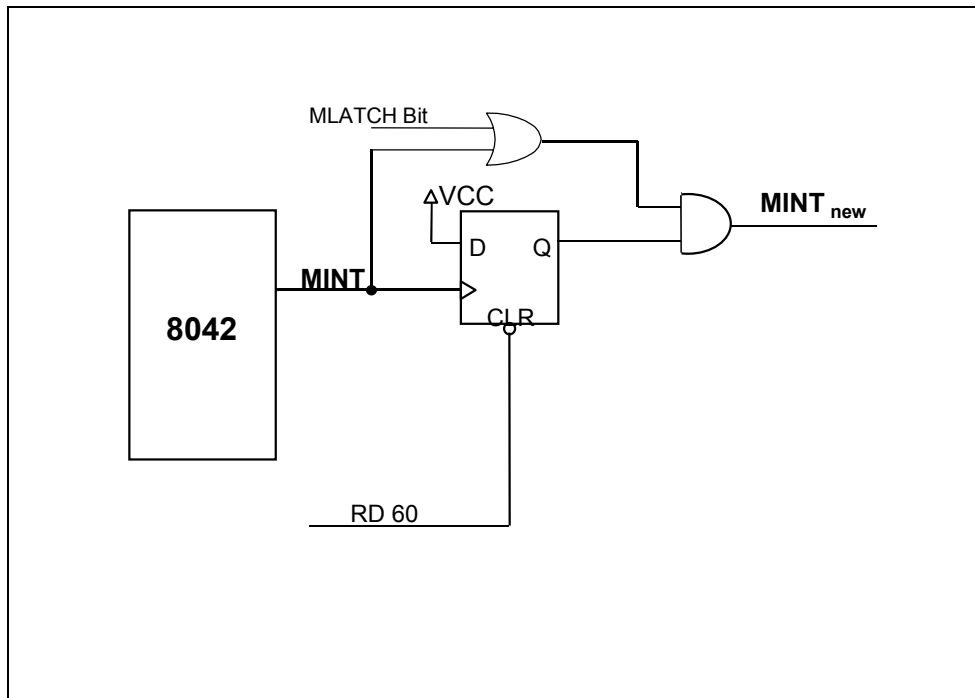 MLATCH Bit
VCC
MINT new
D Q
MINT
CLR
8042
RD 60